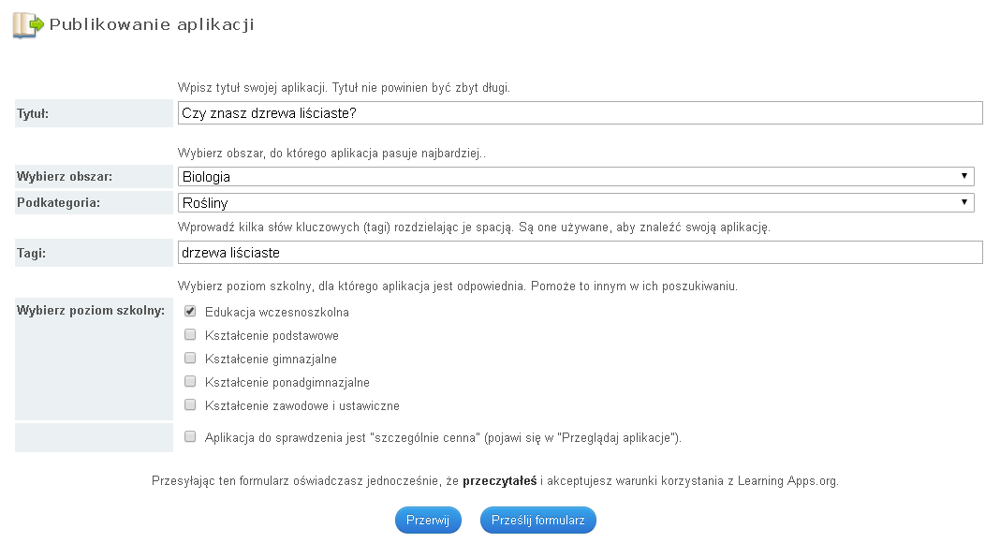 Publikowanie aplikacji
Wpisz tytuł swojej aplikacji. Tytuł nie powinien być zbyt długi.
Tytuł: Czy znasz dzrewa liściaste?
Wybierz obszar, do którego aplikacja pasuje najbardziej..
Wybierz obszar: Biologia
Podkategoria: Rośliny
Wprowadź kilka słów kluczowych (tagi) rozdzielając je spacją. Są one używane, aby znaleźć swoją aplikację.
Tagi: drzewa liściaste
Wybierz poziom szkolny, dla którego aplikacja jest odpowiednia. Pomoże to innym w ich poszukiwaniu.
Wybierz poziom szkolny: Edukacja wczesnoszkolna
Kształcenie podstawowe
Kształcenie gimnazjalne
Kształcenie ponadgimnazjalne
Kształcenie zawodowe i ustawiczne
Aplikacja do sprawdzenia jest "szczególnie cenna" (pojawi się w "Przeglądaj aplikacje").
Przesyłając ten formularz oświadczasz jednocześnie, że przeczytałeś i akceptujesz warunki korzystania z Learning Apps.org.
Przerwij Prześlij formularz